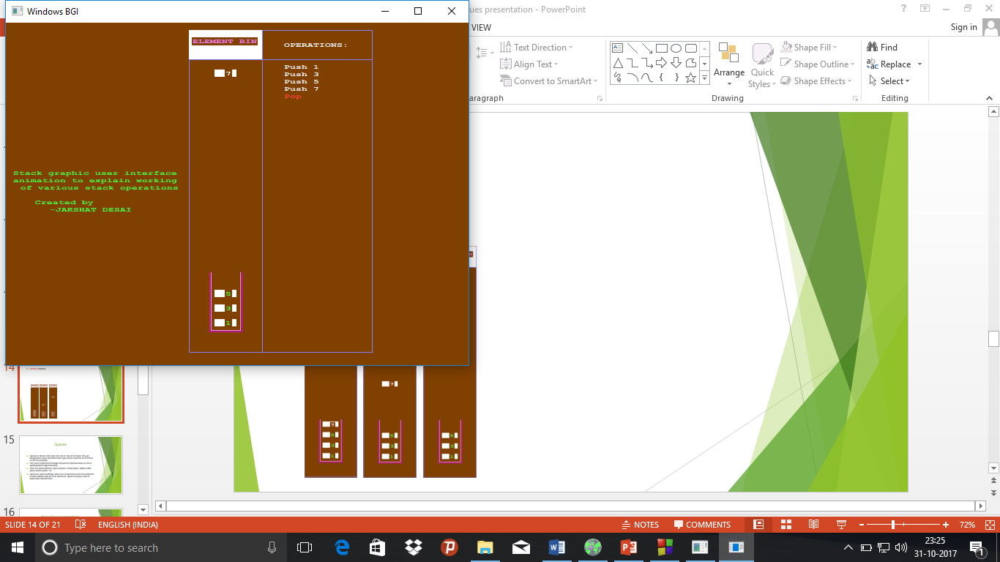 Windows BGI
ues presentation - PowerPoint
VIEW
Sign in
ELEMENT BIN
OPERATIONS:
7
Push 1
Push 3
Push 5
Push 7
Pop
Stack graphic user interface
animation to explain working
of various stack operations
Created by
-JAKSHAT DESAI
5
3
1
Text Direction
Align Text
Convert to SmartArt
ragraph
Arrange
Quick
Styles
Shape Fill
Shape Outline
Shape Effects
Drawing
Find
Replace
Select
Editing
7
7
5
3
1
5
3
1
5
3
1
14
15
Queues
16
SLIDE 14 OF 21
ENGLISH (INDIA)
NOTES
COMMENTS
72%
Type here to search
23:25
31-10-2017
1